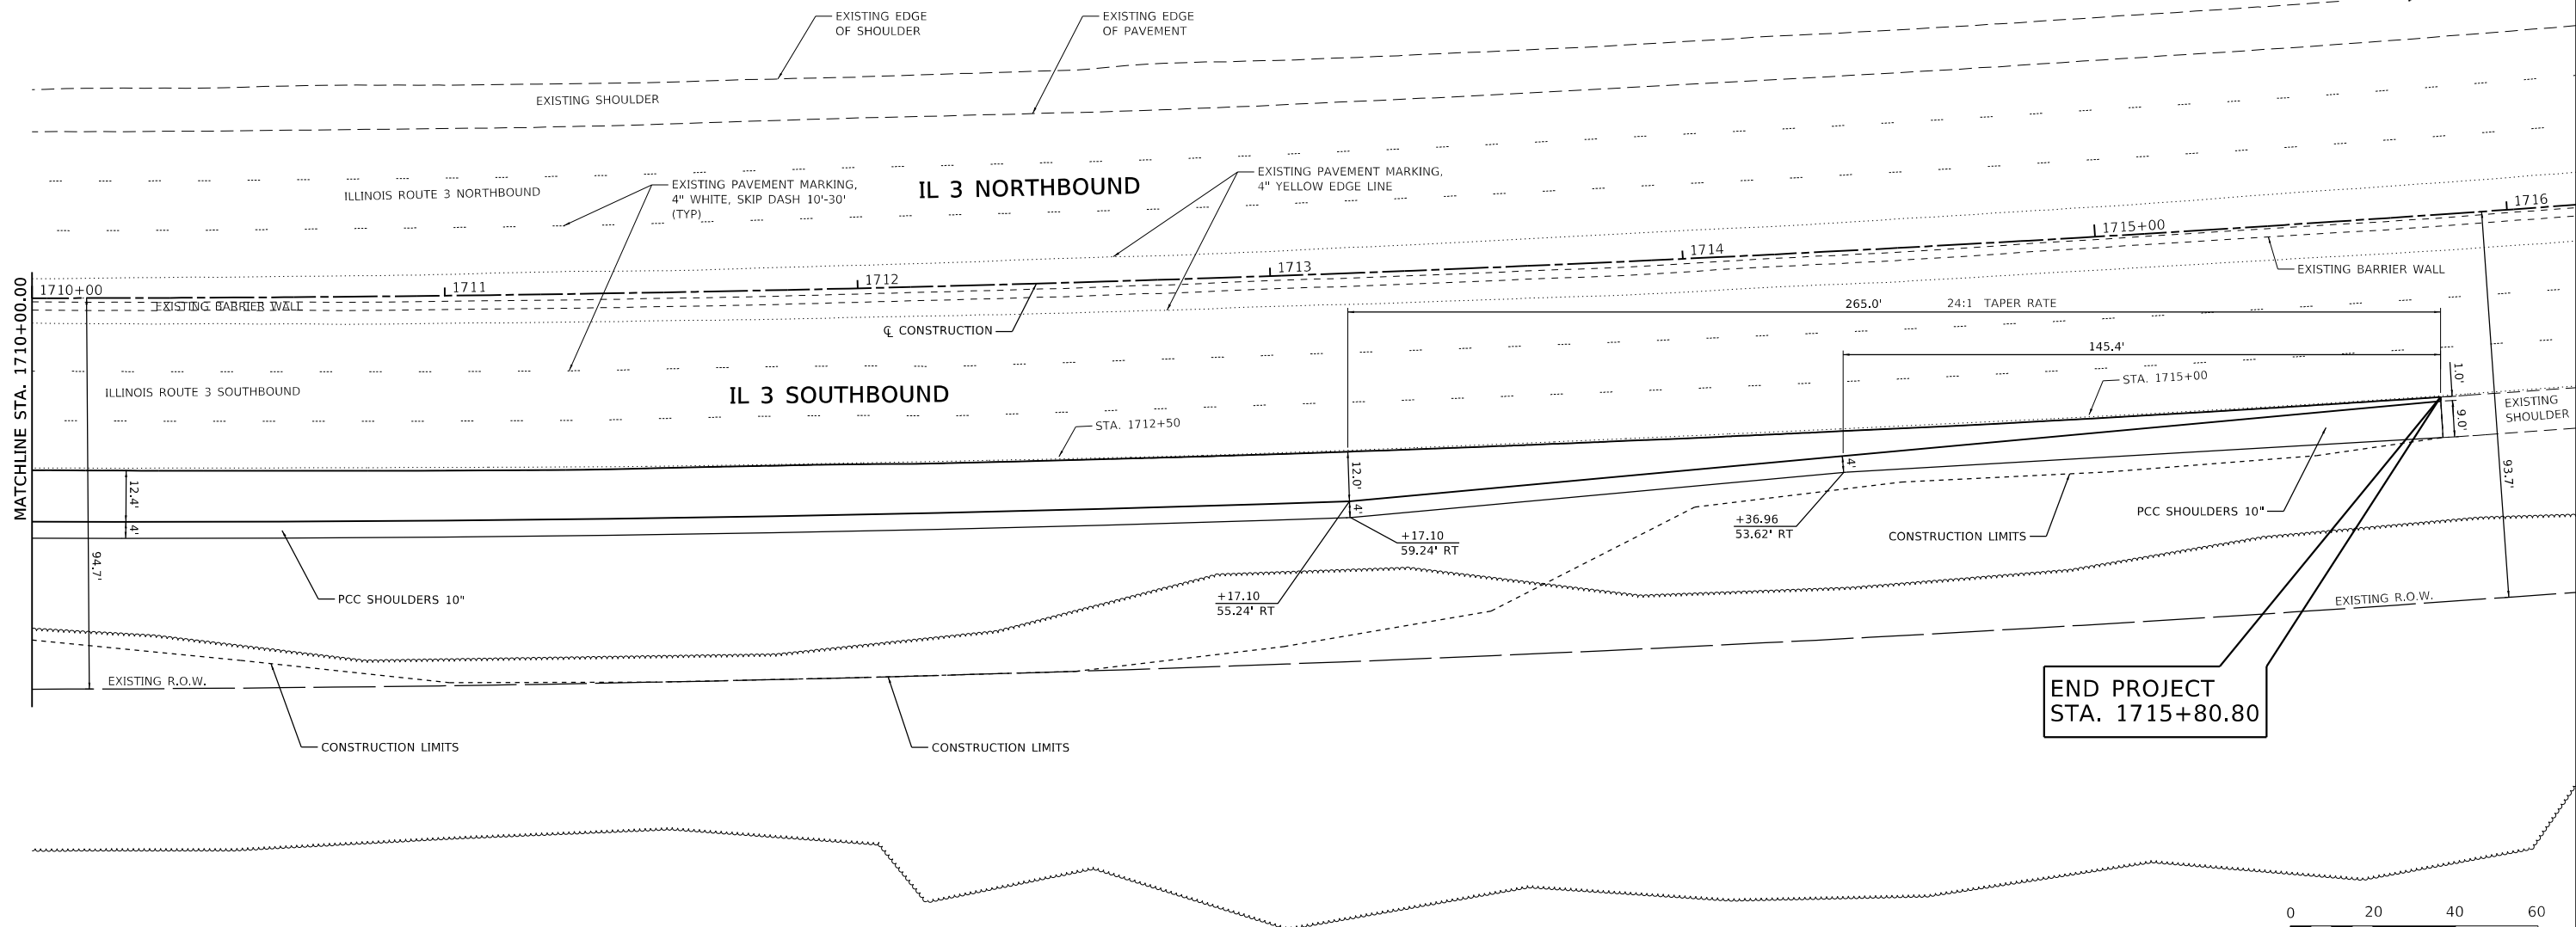 EXISTING EDGE
OF SHOULDER
EXISTING EDGE
OF PAVEMENT
EXISTING SHOULDER
ILLINOIS ROUTE 3 NORTHBOUND
EXISTING PAVEMENT MARKING,
4" WHITE, SKIP DASH 10'-30'
(TYP)
IL 3 NORTHBOUND
EXISTING PAVEMENT MARKING,
4" YELLOW EDGE LINE
MATCHLINE STA. 1710+00.00
1710+00
1711
1712
1713
1714
1715+00
1716
EXISTING BARRIER WALL
EXISTING BARRIER WALL
℄ CONSTRUCTION
265.0'
24:1 TAPER RATE
145.4'
ILLINOIS ROUTE 3 SOUTHBOUND
IL 3 SOUTHBOUND
STA. 1712+50
STA. 1715+00
1.0'
9.0'
EXISTING
SHOULDER
93.7'
12.4'
4'
94.7'
12.0'
4'
4'
+17.10
59.24' RT
+17.10
55.24' RT
+36.96
53.62' RT
CONSTRUCTION LIMITS
PCC SHOULDERS 10"
PCC SHOULDERS 10"
EXISTING R.O.W.
EXISTING R.O.W.
END PROJECT
STA. 1715+80.80
CONSTRUCTION LIMITS
CONSTRUCTION LIMITS
0 20 40 60